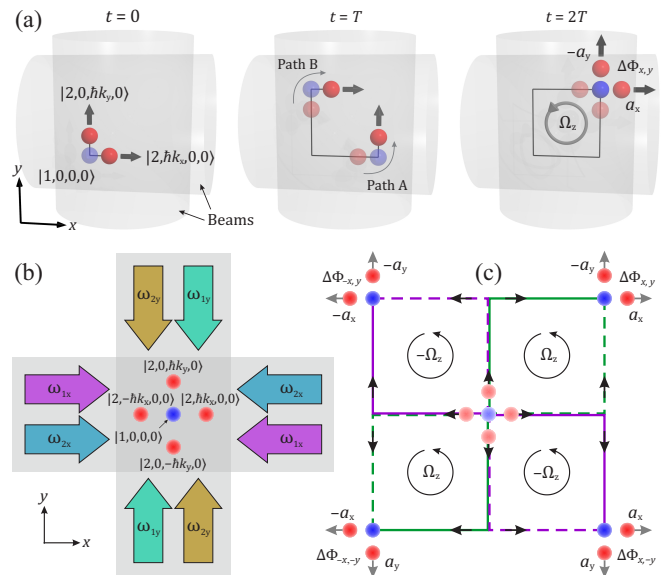 (a)
t = 0
t = T
t = 2T
|2,0,ℏk_y,0⟩
|2,ℏk_x,0,0⟩
|1,0,0,0⟩
Beams
y
x
Path B
Path A
−a_y
ΔΦ_x,y
a_x
Ω_z
(b)
ω_2y
ω_1y
|2,0,ℏk_y,0⟩
ω_1x
ω_2x
|2,−ℏk_x,0,0⟩
|2,ℏk_x,0,0⟩
ω_2x
ω_1x
|1,0,0,0⟩
|2,0,−ℏk_y,0⟩
ω_1y
ω_2y
y
x
(c)
−a_y
ΔΦ_−x,y
−a_x
−a_y
ΔΦ_x,y
a_x
−Ω_z
Ω_z
Ω_z
−Ω_z
−a_x
ΔΦ_−x,−y
a_y
a_x
ΔΦ_x,−y
a_y